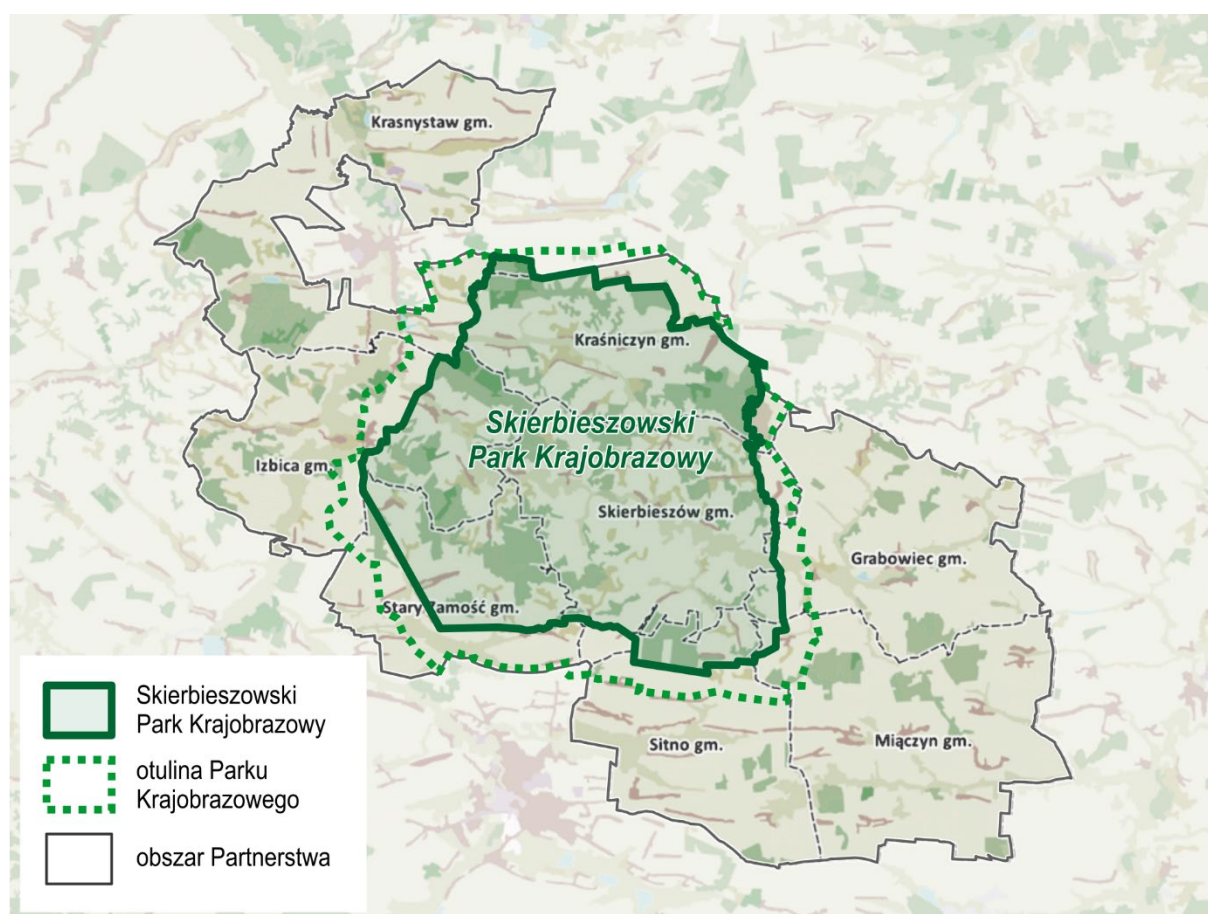 Krasnystaw gm.
Kraśniczyn gm.
Skierbieszowski
Park Krajobrazowy
Izbica gm.
Skierbieszów gm.
Grabowiec gm.
Stary Zamość gm.
Sitno gm.
Miączyn gm.
Skierbieszowski
Park Krajobrazowy
otulina Parku
Krajobrazowego
obszar Partnerstwa